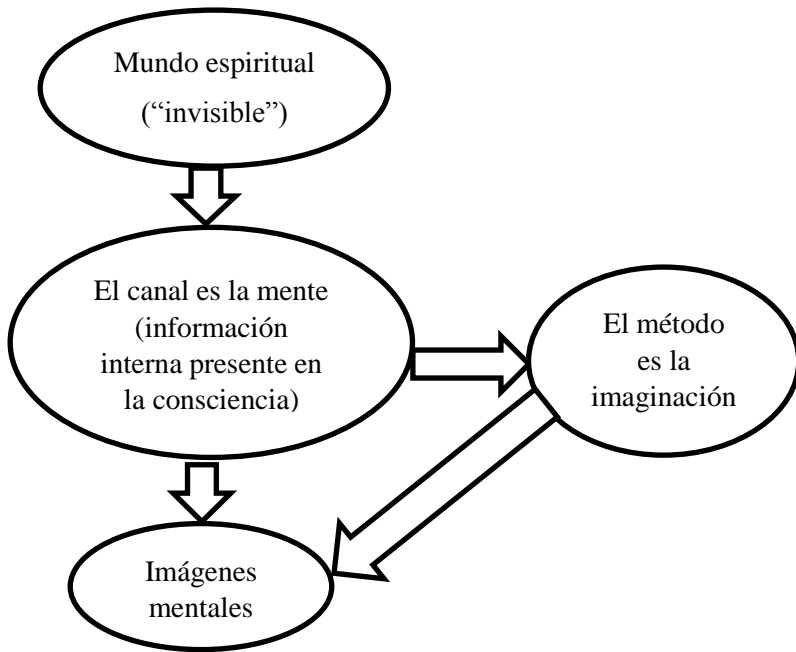 Mundo espiritual
(“invisible”)
El canal es la mente
(información
interna presente en
la consciencia)
El método
es la
imaginación
Imágenes
mentales